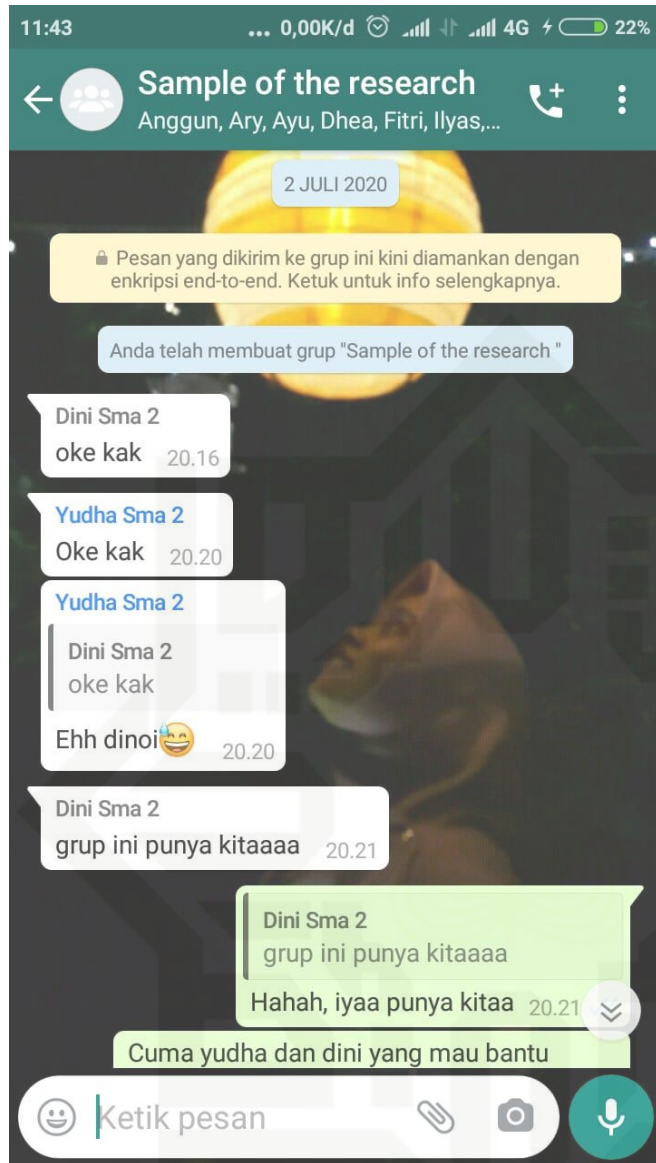 11:43
... 0,00K/d 4G 22%
Sample of the research
Anggun, Ary, Ayu, Dhea, Fitri, Ilyas,...
2 JULI 2020
Pesan yang dikirim ke grup ini kini diamankan dengan
enkripsi end-to-end. Ketuk untuk info selengkapnya.
Anda telah membuat grup "Sample of the research "
Dini Sma 2
oke kak 20.16
Yudha Sma 2
Oke kak 20.20
Yudha Sma 2
Dini Sma 2
oke kak
Ehh dinoi😅 20.20
Dini Sma 2
grup ini punya kitaaaa 20.21
Dini Sma 2
grup ini punya kitaaaa
Hahah, iyaa punya kitaa 20.21
Cuma yudha dan dini yang mau bantu
Ketik pesan